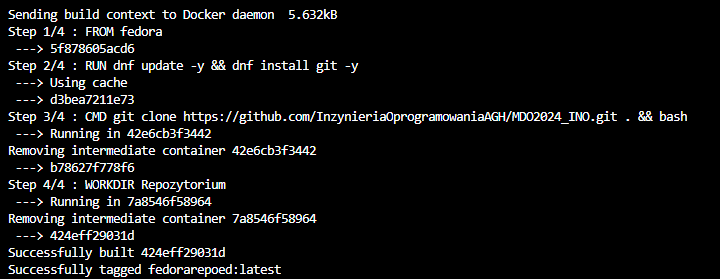 Sending build context to Docker daemon  5.632kB
Step 1/4 : FROM fedora
 ---> 5f878605acd6
Step 2/4 : RUN dnf update -y && dnf install git -y
 ---> Using cache
 ---> d3bea7211e73
Step 3/4 : CMD git clone https://github.com/InzynieriaOprogramowaniaAGH/MDO2024_INO.git . && bash
 ---> Running in 42e6cb3f3442
Removing intermediate container 42e6cb3f3442
 ---> b78627f778f6
Step 4/4 : WORKDIR Repozytorium
 ---> Running in 7a8546f58964
Removing intermediate container 7a8546f58964
 ---> 424eff29031d
Successfully built 424eff29031d
Successfully tagged fedorarepoed:latest